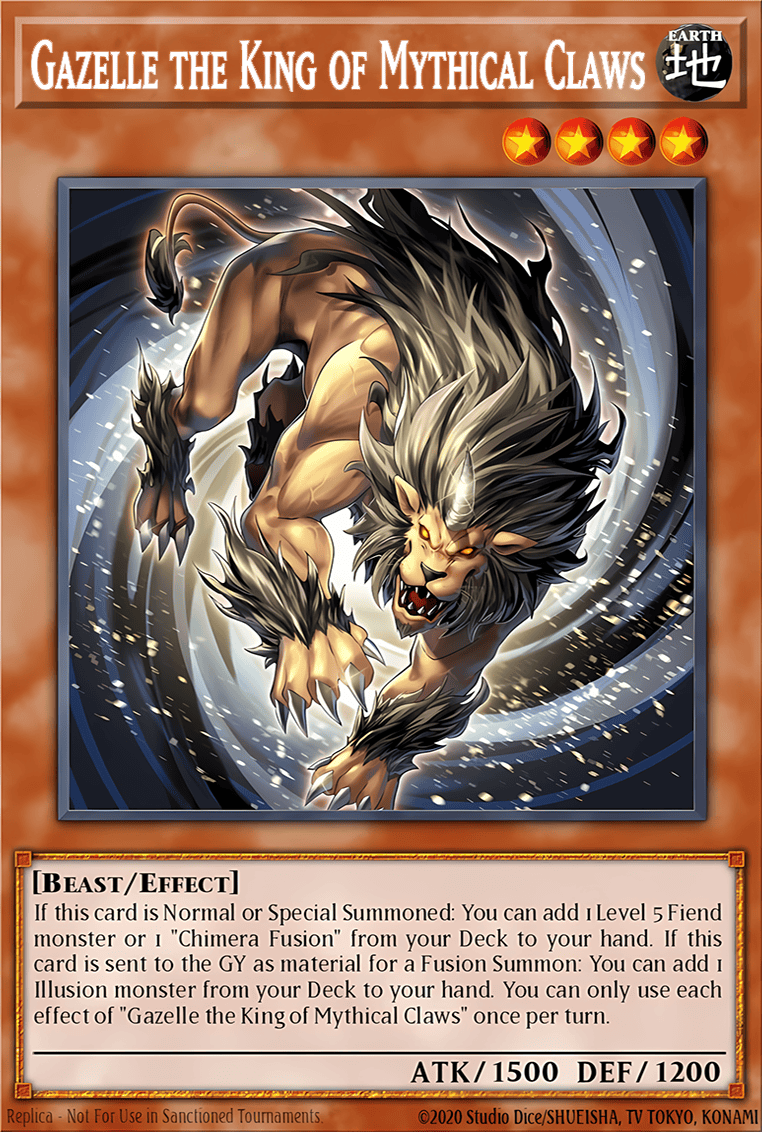 Gazelle the King of Mythical Claws
EARTH
地
[Beast/Effect]
If this card is Normal or Special Summoned: You can add 1 Level 5 Fiend
monster or 1 "Chimera Fusion" from your Deck to your hand. If this
card is sent to the GY as material for a Fusion Summon: You can add 1
Illusion monster from your Deck to your hand. You can only use each
effect of "Gazelle the King of Mythical Claws" once per turn.
ATK/1500 DEF/1200
Replica - Not For Use in Sanctioned Tournaments.
©2020 Studio Dice/SHUEISHA, TV TOKYO, KONAMI